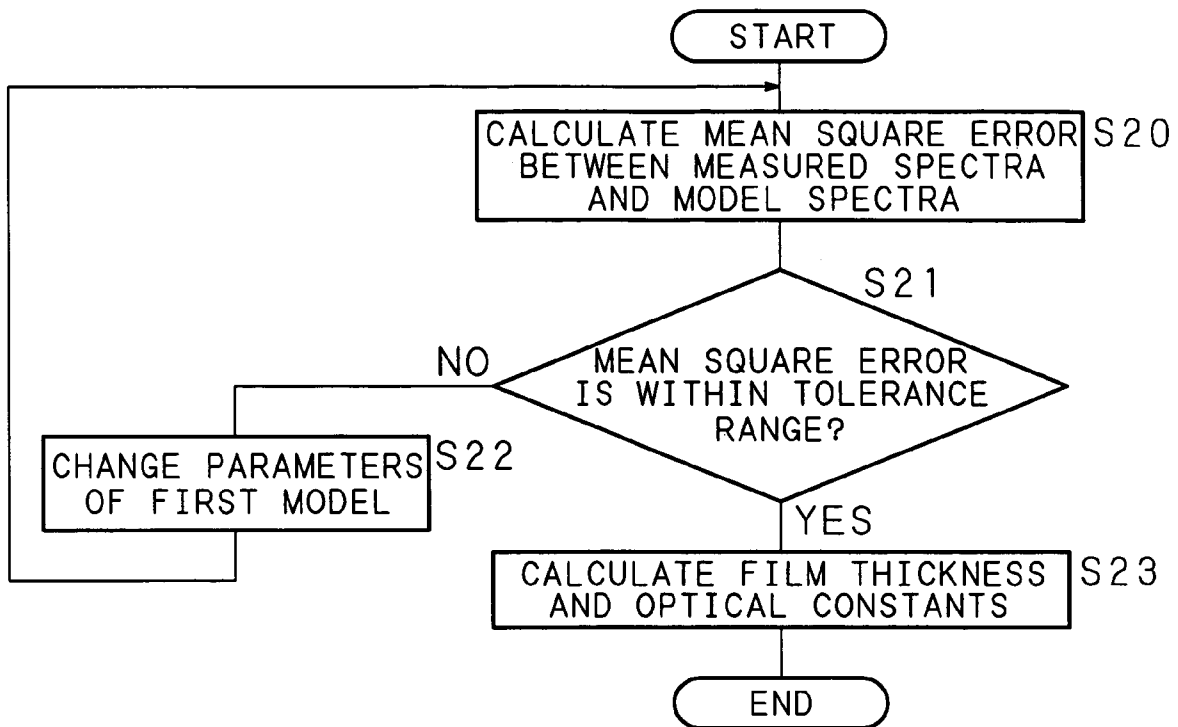 START
CALCULATE MEAN SQUARE ERROR
BETWEEN MEASURED SPECTRA
AND MODEL SPECTRA
S20
S21
MEAN SQUARE ERROR
IS WITHIN TOLERANCE
RANGE?
NO
CHANGE PARAMETERS
OF FIRST MODEL
S22
YES
CALCULATE FILM THICKNESS
AND OPTICAL CONSTANTS
S23
END